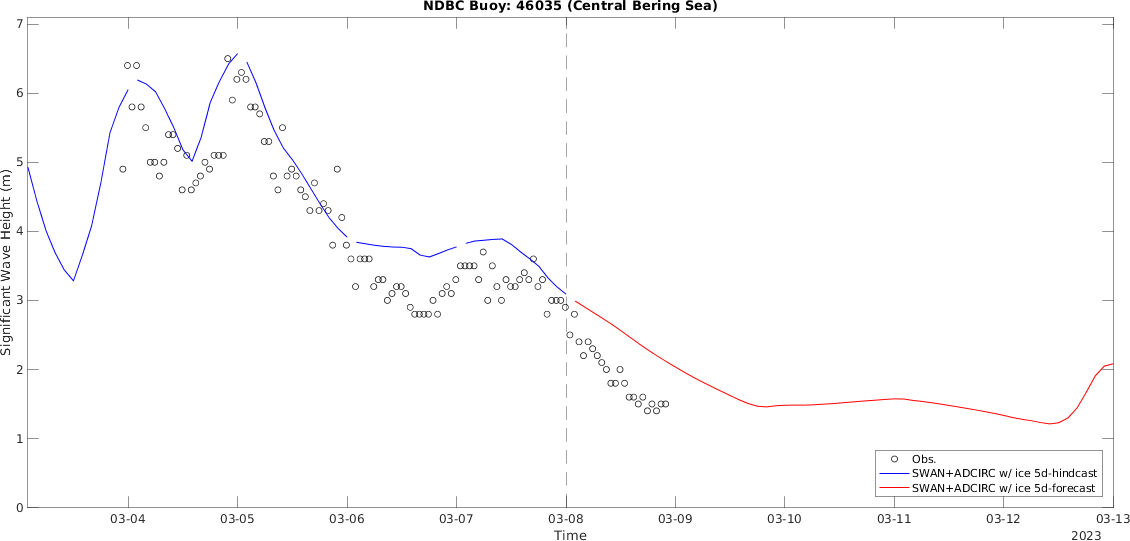 NDBC Buoy: 46035 (Central Bering Sea)
7
6
5
4
3
2
1
0
Significant Wave Height (m)
Obs.
SWAN+ADCIRC w/ ice 5d-hindcast
SWAN+ADCIRC w/ ice 5d-forecast
03-04 03-05 03-06 03-07 03-08 03-09 03-10 03-11 03-12 03-13
Time
2023